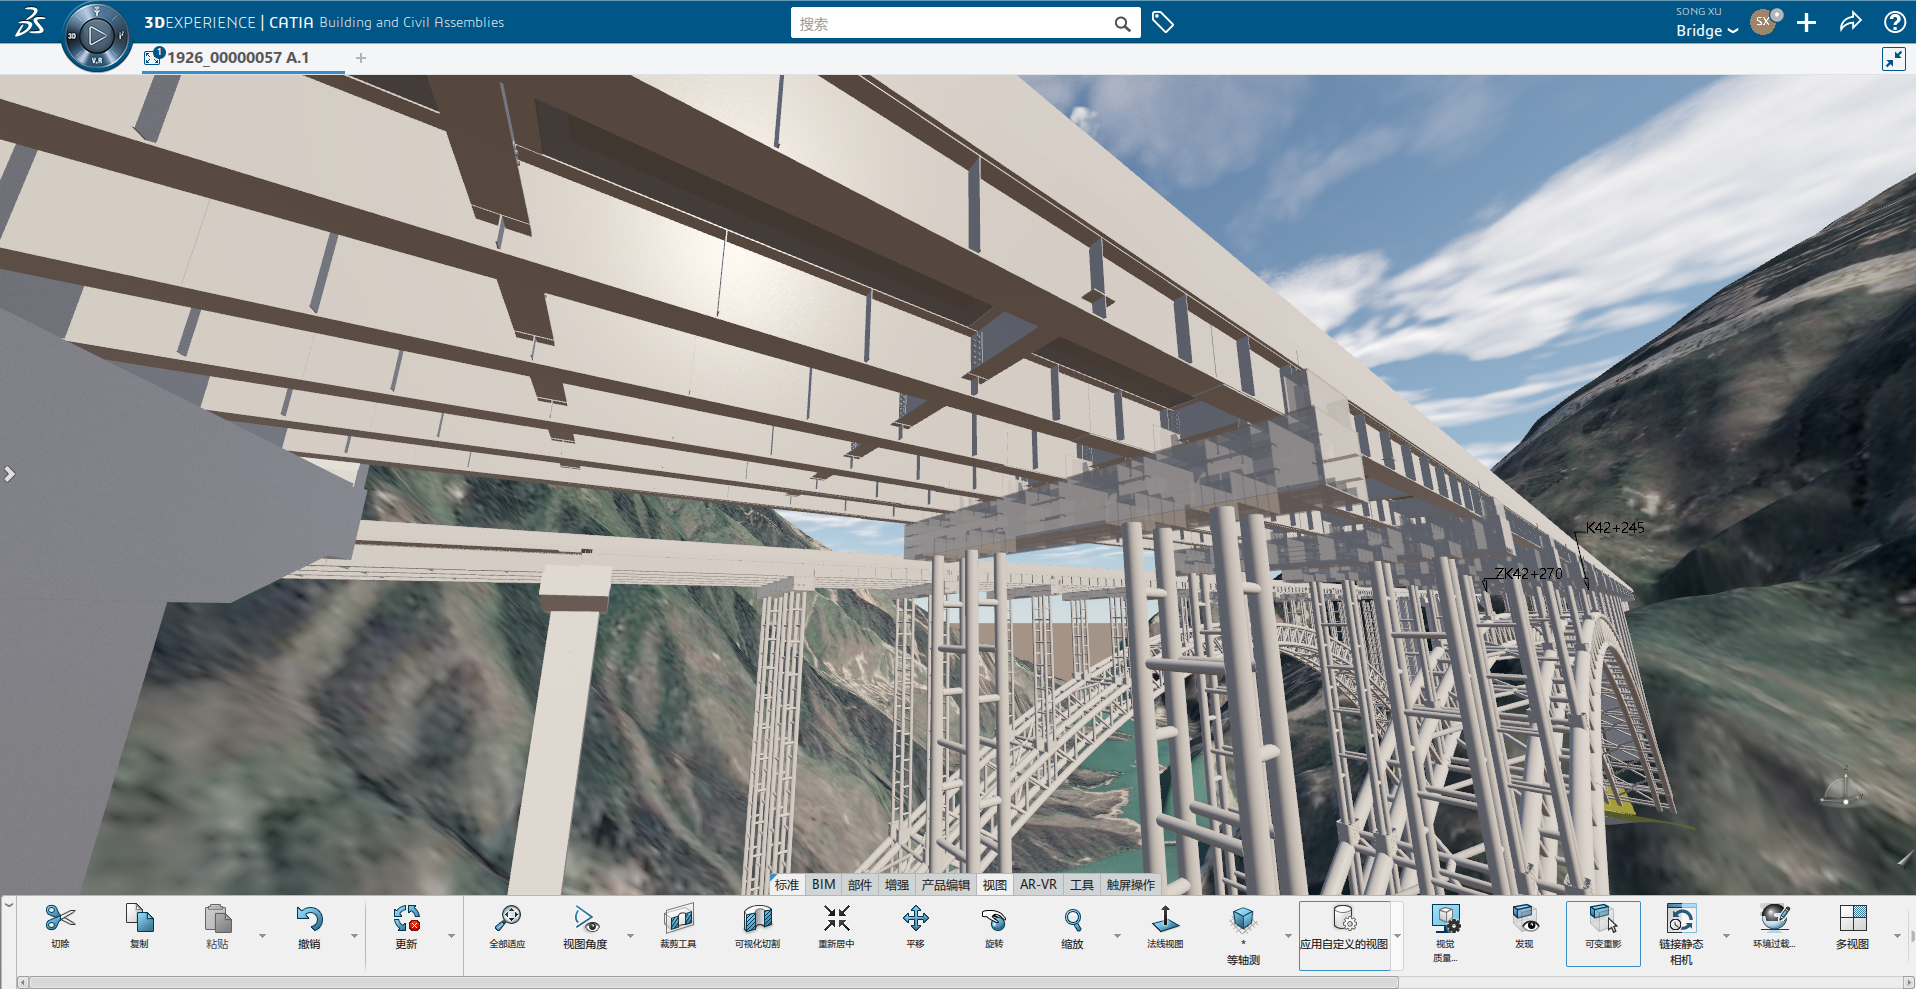 3DEXPERIENCE | CATIA Building and Civil Assemblies
搜索
SONG XU
Bridge
SX
3D
V.R
1
1926_00000057 A.1
K42+245
ZK42+270
标准 BIM 部件 增强 产品编辑 视图 AR-VR 工具 触屏操作
切除
复制
粘贴
撤销
更新
全部适应
视图角度
裁剪工具
可视化切割
重新居中
平移
旋转
缩放
法线视图
*
等轴测
应用自定义的视图
视觉
质量...
发现
可变重影
链接静态
相机
环境过载...
多视图